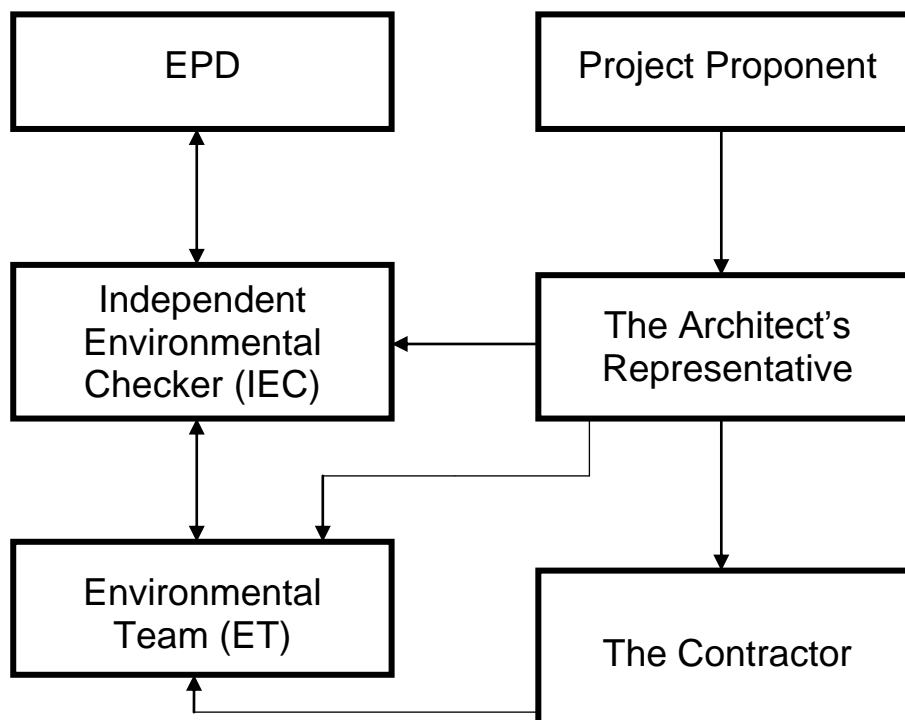 EPD
Project Proponent
Independent
Environmental
Checker (IEC)
The Architect’s
Representative
Environmental
Team (ET)
The Contractor